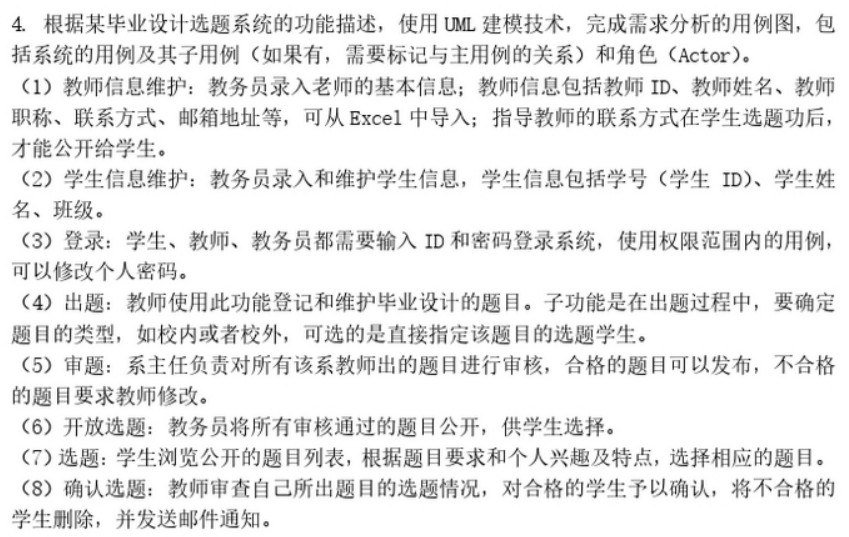 4. 根据某毕业设计选题系统的功能描述，使用 UML 建模技术，完成需求分析的用例图，包
括系统的用例及其子用例（如果有，需要标记与主用例的关系）和角色（Actor）。
（1）教师信息维护：教务员录入老师的基本信息；教师信息包括教师 ID、教师姓名、教师
职称、联系方式、邮箱地址等，可从 Excel 中导入；指导教师的联系方式在学生选题功后，
才能公开给学生。
（2）学生信息维护：教务员录入和维护学生信息，学生信息包括学号（学生 ID）、学生姓
名、班级。
（3）登录：学生、教师、教务员都需要输入 ID 和密码登录系统，使用权限范围内的用例，
可以修改个人密码。
（4）出题：教师使用此功能登记和维护毕业设计的题目。子功能是在出题过程中，要确定
题目的类型，如校内或者校外，可选的是直接指定该题目的选题学生。
（5）审题：系主任负责对所有该系教师出的题目进行审核，合格的题目可以发布，不合格
的题目要求教师修改。
（6）开放选题：教务员将所有审核通过的题目公开，供学生选择。
（7）选题：学生浏览公开的题目列表，根据题目要求和个人兴趣及特点，选择相应的题目。
（8）确认选题：教师审查自己所出题目的选题情况，对合格的学生予以确认，将不合格的
学生删除，并发送邮件通知。